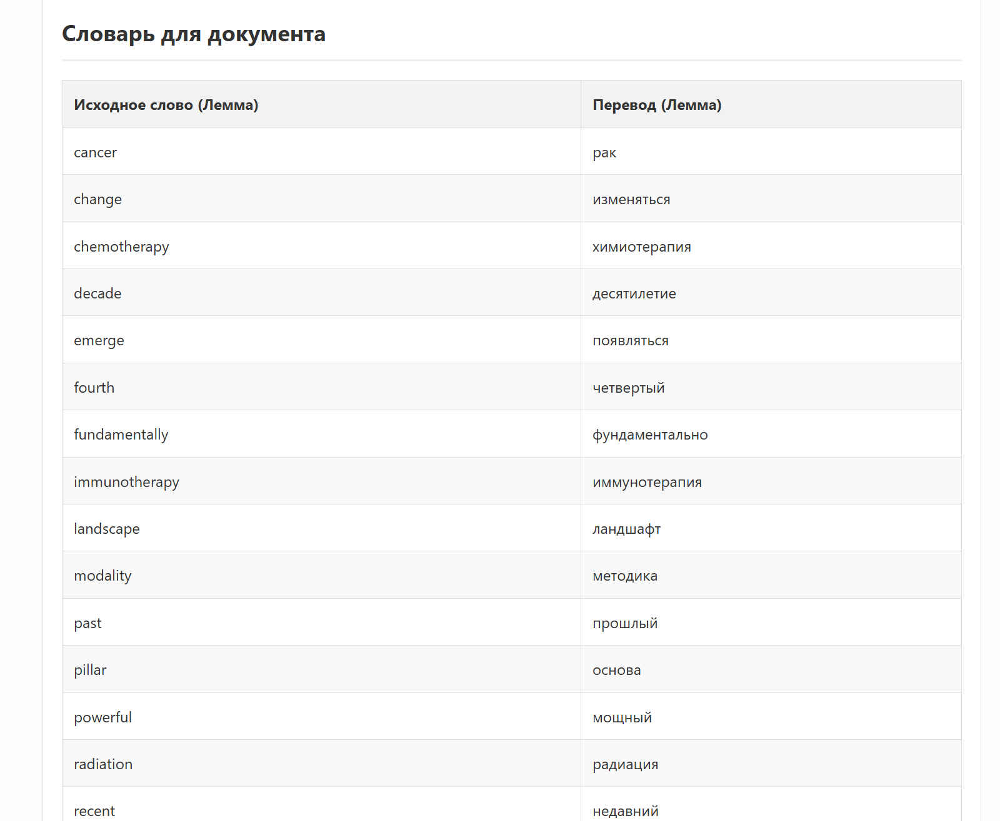 Словарь для документа
Исходное слово (Лемма) Перевод (Лемма)
cancer рак
change изменяться
chemotherapy химиотерапия
decade десятилетие
emerge появляться
fourth четвертый
fundamentally фундаментально
immunotherapy иммунотерапия
landscape ландшафт
modality методика
past прошлый
pillar основа
powerful мощный
radiation радиация
recent недавний